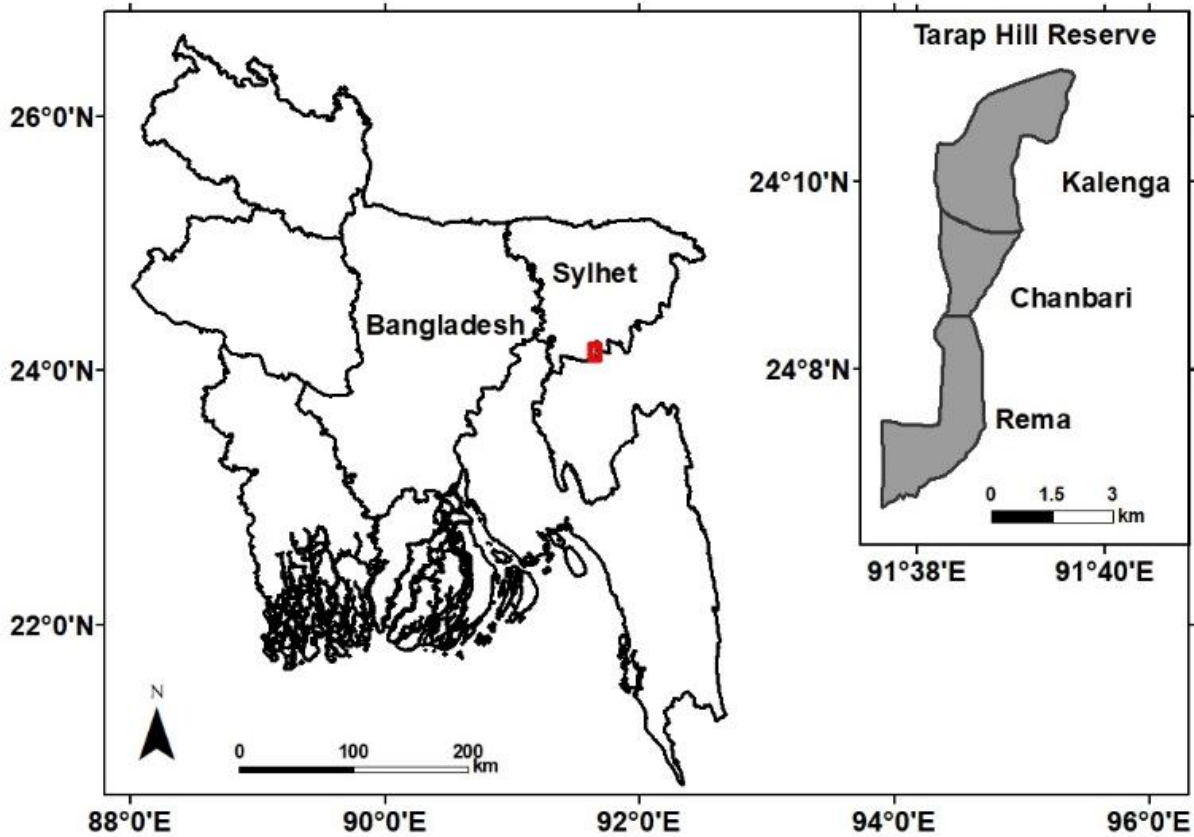 Tarap Hill Reserve
26°0'N
24°10'N
Kalenga
Sylhet
Chanbari
Bangladesh
24°0'N
24°8'N
Rema
0 1.5 3
km
91°38'E 91°40'E
22°0'N
N
0 100 200
km
88°0'E 90°0'E 92°0'E 94°0'E 96°0'E